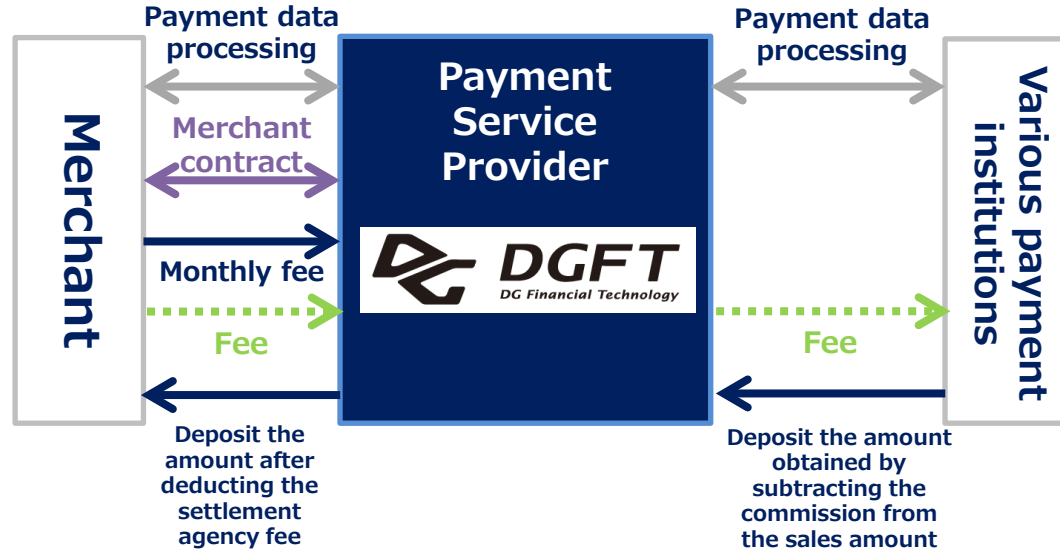 Merchant
Payment data
processing
Merchant
contract
Monthly fee
Fee
Deposit the
amount after
deducting the
settlement
agency fee
Payment
Service
Provider
DG
DGFT
DG Financial Technology
Payment data
processing
Fee
Deposit the amount
obtained by
subtracting the
commission from
the sales amount
Various payment
institutions